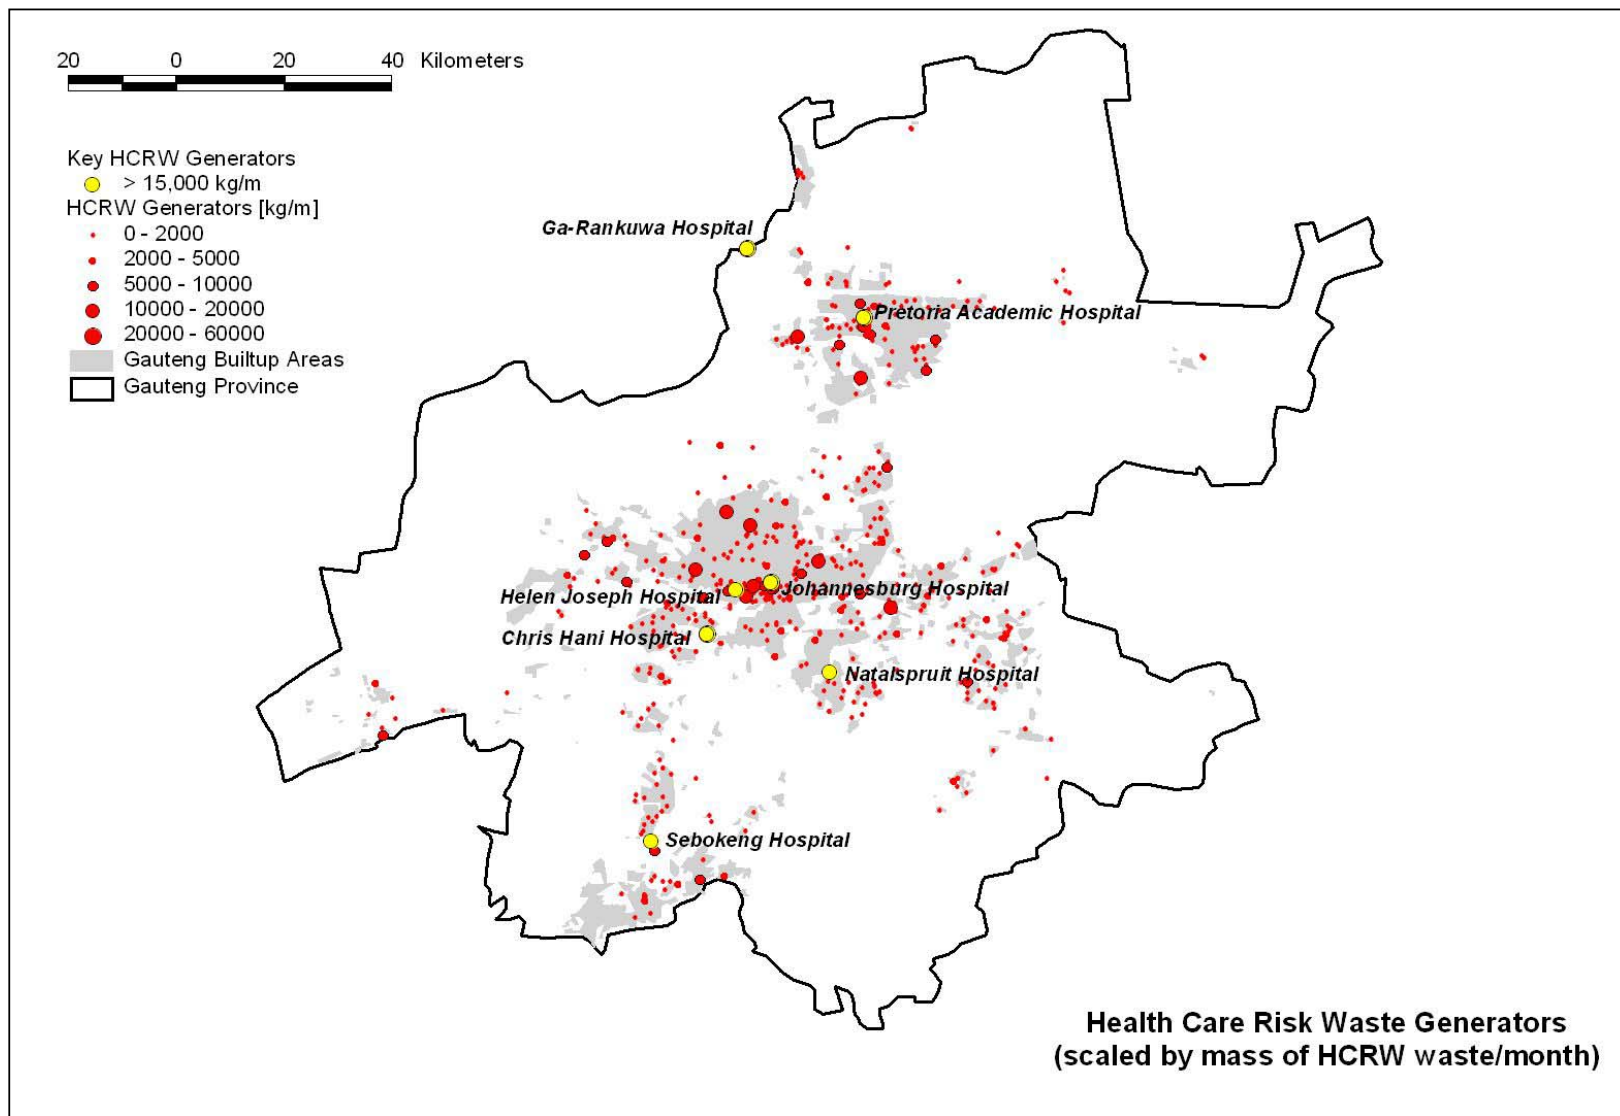 20 0 20 40 Kilometers
Key HCRW Generators
> 15,000 kg/m
HCRW Generators [kg/m]
0 - 2000
2000 - 5000
5000 - 10000
10000 - 20000
20000 - 60000
Gauteng Builtup Areas
Gauteng Province
Ga-Rankuwa Hospital
Pretoria Academic Hospital
Johannesburg Hospital
Helen Joseph Hospital
Chris Hani Hospital
Natalspruit Hospital
Sebokeng Hospital
Health Care Risk Waste Generators
(scaled by mass of HCRW waste/month)